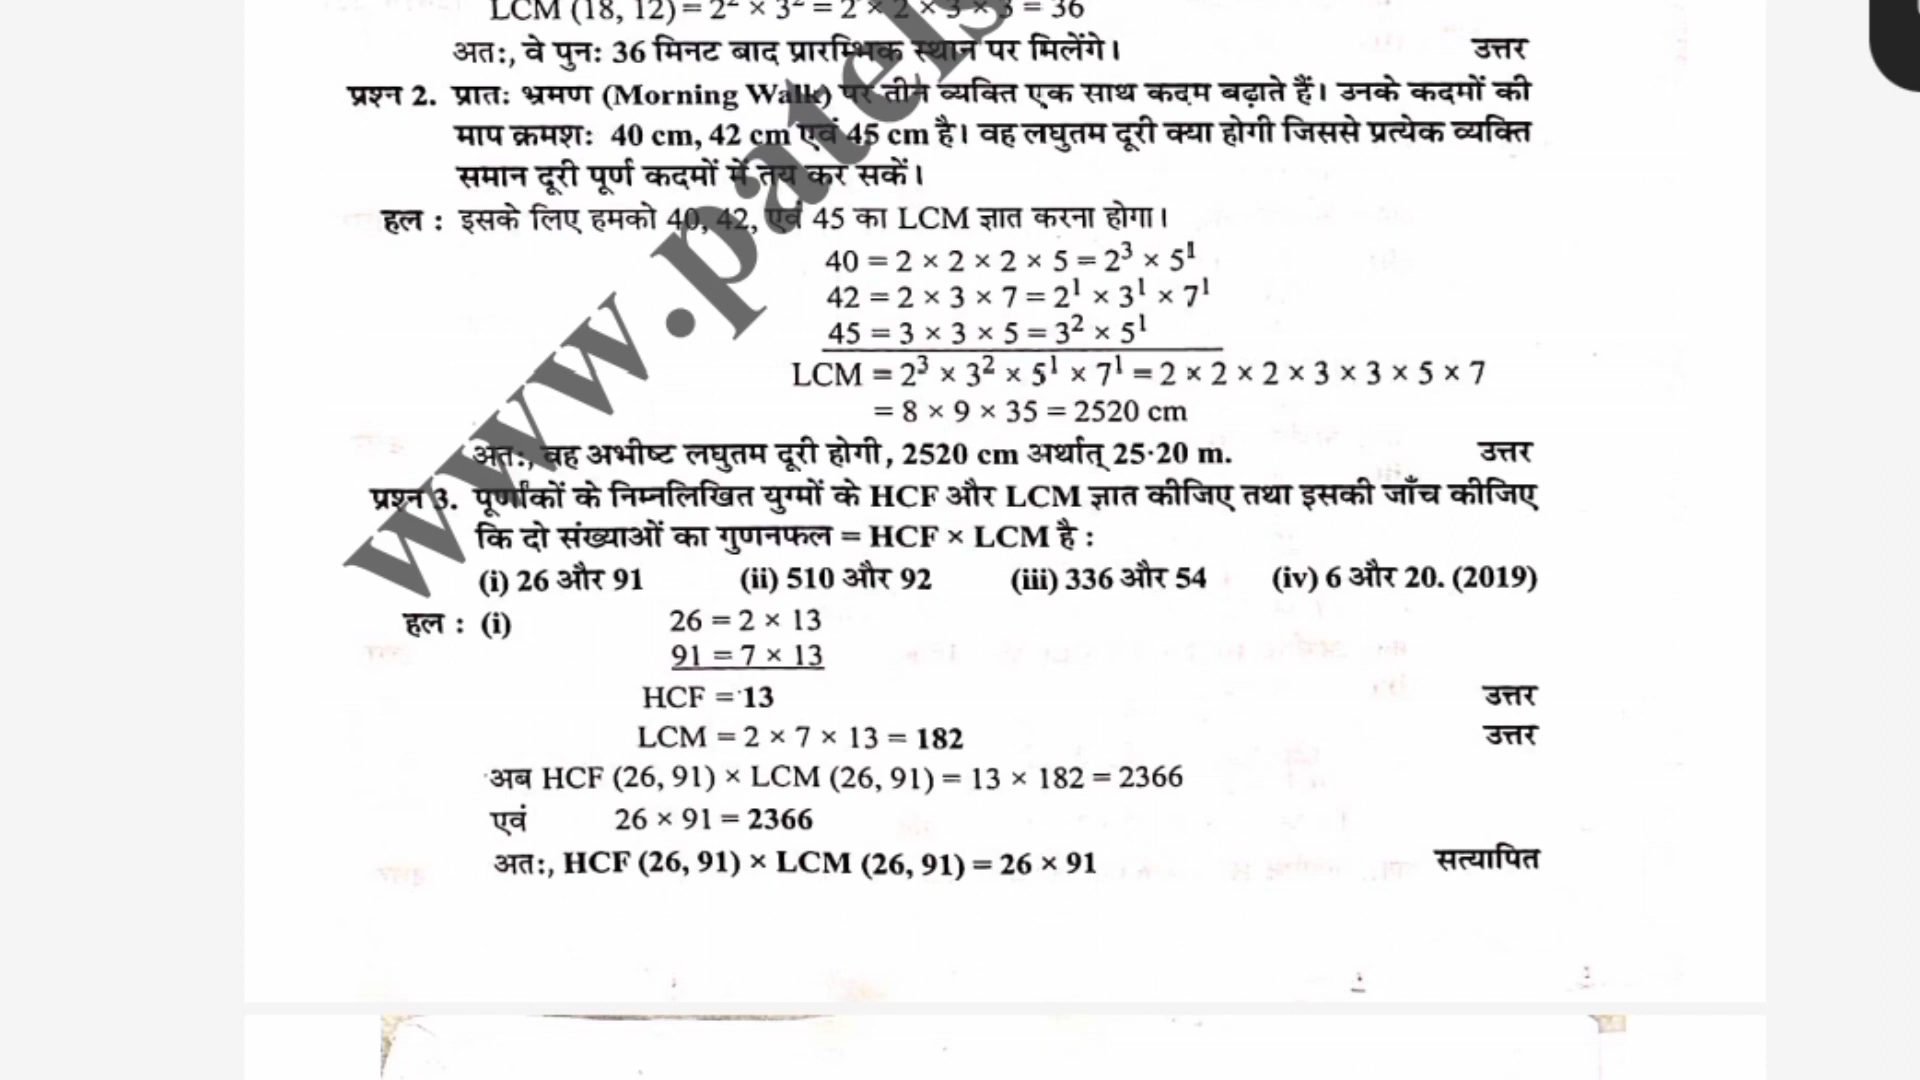 LCM (18, 12) = 2² × 3² = 2 × 2 × 3 × 3 = 36
अतः, वे पुनः 36 मिनट बाद प्रारम्भिक स्थान पर मिलेंगे। उत्तर
प्रश्न 2. प्रातः भ्रमण (Morning Walk) पर तीन व्यक्ति एक साथ कदम बढ़ाते हैं। उनके कदमों की
माप क्रमशः 40 cm, 42 cm एवं 45 cm है। वह लघुतम दूरी क्या होगी जिससे प्रत्येक व्यक्ति
समान दूरी पूर्ण कदमों में तय कर सकें।
हल : इसके लिए हमको 40, 42, एवं 45 का LCM ज्ञात करना होगा।
40 = 2 × 2 × 2 × 5 = 2³ × 5¹
42 = 2 × 3 × 7 = 2¹ × 3¹ × 7¹
45 = 3 × 3 × 5 = 3² × 5¹
LCM = 2³ × 3² × 5¹ × 7¹ = 2 × 2 × 2 × 3 × 3 × 5 × 7
= 8 × 9 × 35 = 2520 cm
अतः, वह अभीष्ट लघुतम दूरी होगी, 2520 cm अर्थात् 25·20 m. उत्तर
प्रश्न 3. पूर्णांकों के निम्नलिखित युग्मों के HCF और LCM ज्ञात कीजिए तथा इसकी जाँच कीजिए
कि दो संख्याओं का गुणनफल = HCF × LCM है :
(i) 26 और 91 (ii) 510 और 92 (iii) 336 और 54 (iv) 6 और 20. (2019)
हल : (i) 26 = 2 × 13
91 = 7 × 13
HCF = 13 उत्तर
LCM = 2 × 7 × 13 = 182 उत्तर
अब HCF (26, 91) × LCM (26, 91) = 13 × 182 = 2366
एवं 26 × 91 = 2366
अतः, HCF (26, 91) × LCM (26, 91) = 26 × 91 सत्यापित
www.patels